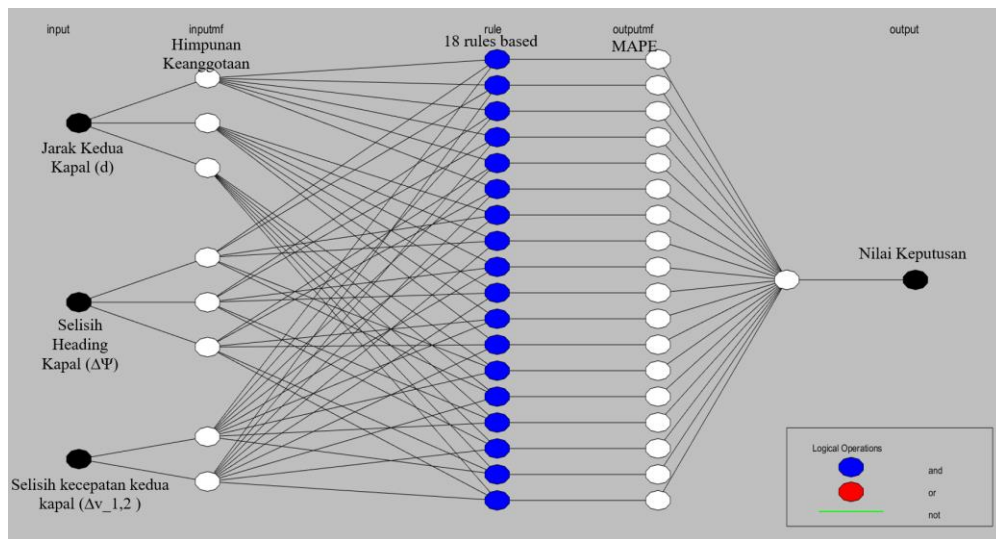 input
inputmf
rule
outputmf
output
Himpunan
Keanggotaan
18 rules based
MAPE
Jarak Kedua
Kapal (d)
Nilai Keputusan
Selisih
Heading
Kapal (ΔΨ)
Selisih kecepatan kedua
kapal (Δv_1,2 )
Logical Operations
and
or
not